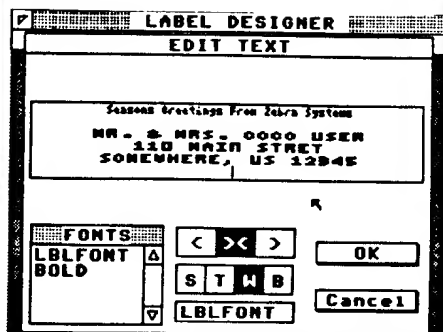 LABEL DESIGNER
EDIT TEXT
Seasons Greetings From Zebra Systems
MR. & MRS. OOOO USER
110 MAIN STRET
SOMEWHERE, US 12345
FONTS
LBLFONT
BOLD
< >< >
S T W B
LBLFONT
OK
Cancel